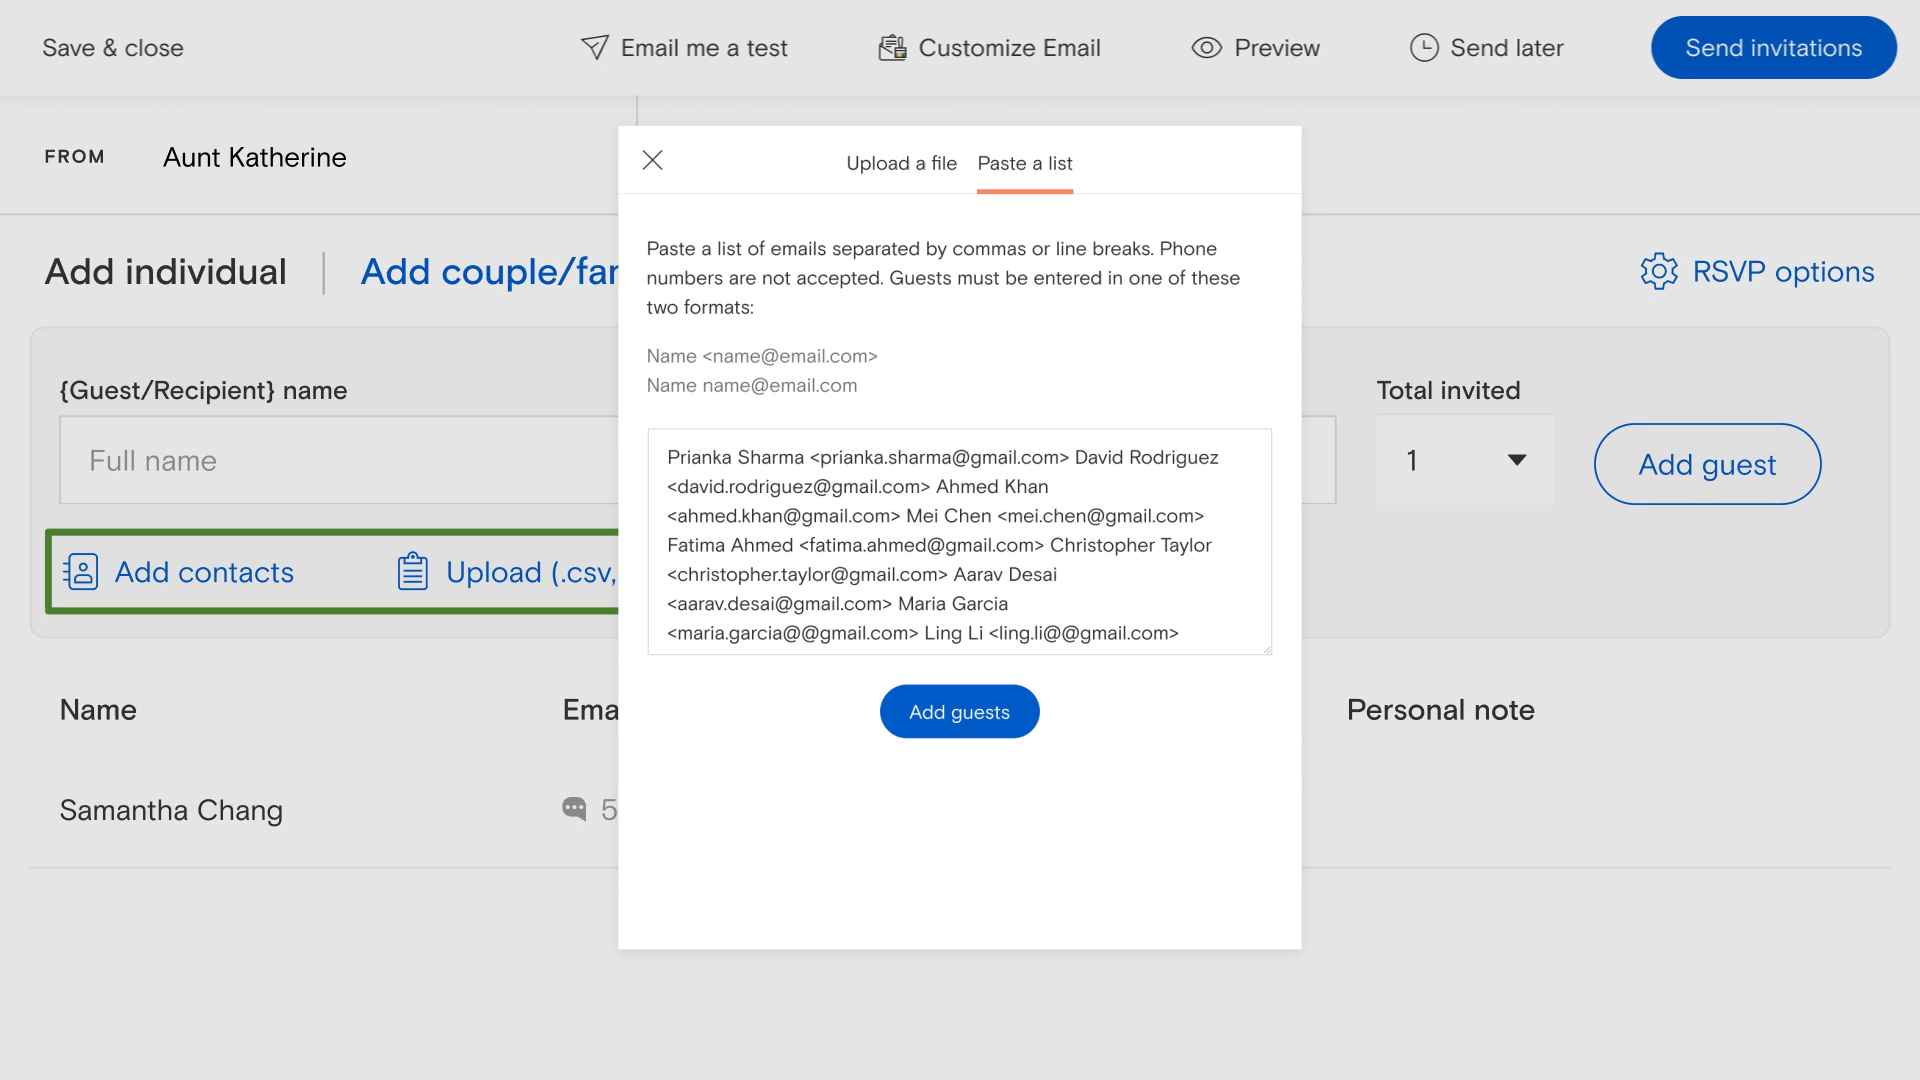 Save & close
Email me a test
Customize Email
Preview
Send later
Send invitations
FROM
Aunt Katherine
Upload a file
Paste a list
Paste a list of emails separated by commas or line breaks. Phone
numbers are not accepted. Guests must be entered in one of these
two formats:
Name <name@email.com>
Name name@email.com
Prianka Sharma <prianka.sharma@gmail.com> David Rodriguez
<david.rodriguez@gmail.com> Ahmed Khan
<ahmed.khan@gmail.com> Mei Chen <mei.chen@gmail.com>
Fatima Ahmed <fatima.ahmed@gmail.com> Christopher Taylor
<christopher.taylor@gmail.com> Aarav Desai
<aarav.desai@gmail.com> Maria Garcia
<maria.garcia@@gmail.com> Ling Li <ling.li@@gmail.com>
Add guests
Add individual
Add couple/far
RSVP options
{Guest/Recipient} name
Full name
Total invited
1
Add guest
Add contacts
Upload (.csv,
Name
Ema
Personal note
Samantha Chang
5